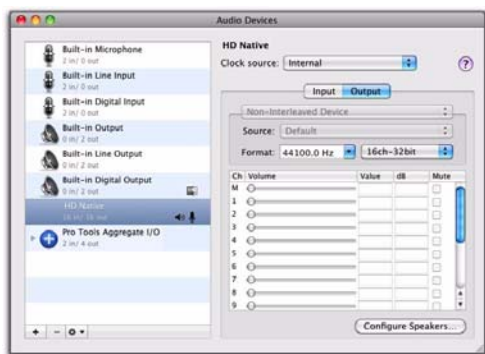 Audio Devices
Built-in Microphone
2 in/ 0 out
Built-in Line Input
2 in/ 0 out
Built-in Digital Input
2 in/ 0 out
Built-in Output
0 in/ 2 out
Built-in Line Output
0 in/ 2 out
Built-in Digital Output
0 in/ 2 out
HD Native
16 in/ 16 out
Pro Tools Aggregate I/O
2 in/ 4 out
HD Native
Clock source: Internal
?
Input Output
Non-Interleaved Device
Source: Default
Format: 44100.0 Hz 16ch-32bit
Ch Volume Value dB Mute
M
1
2
3
4
5
6
7
8
9
Configure Speakers...